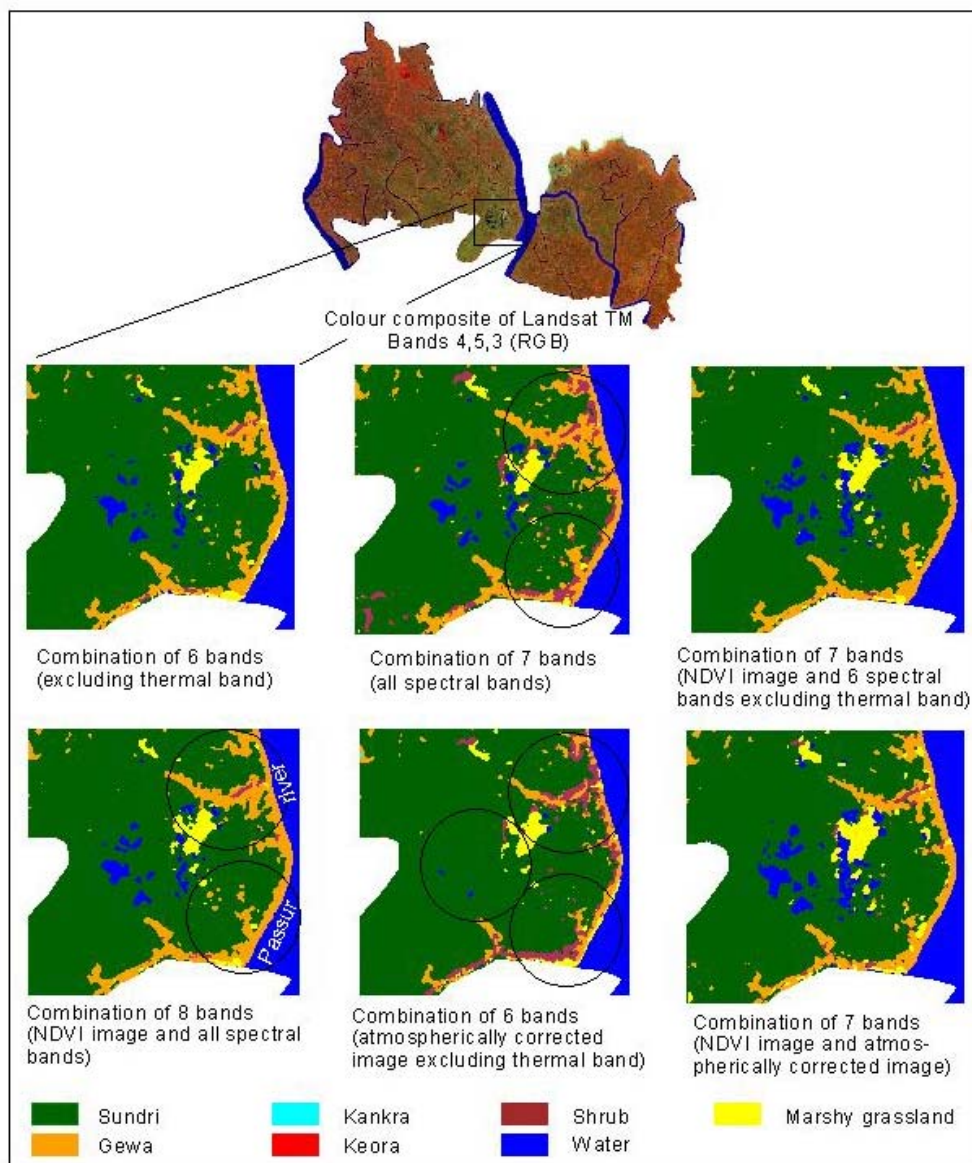 Colour composite of Landsat TM
Bands 4,5,3 (RGB)
Combination of 6 bands
(excluding thermal band)
Combination of 7 bands
(all spectral bands)
Combination of 7 bands
(NDVI image and 6 spectral
bands excluding thermal band)
river
Passur
Combination of 8 bands
(NDVI image and all spectral
bands)
Combination of 6 bands
(atmospherically corrected
image excluding thermal band)
Combination of 7 bands
(NDVI image and atmos-
pherically corrected image)
Sundri
Kankra
Shrub
Marshy grassland
Gewa
Keora
Water